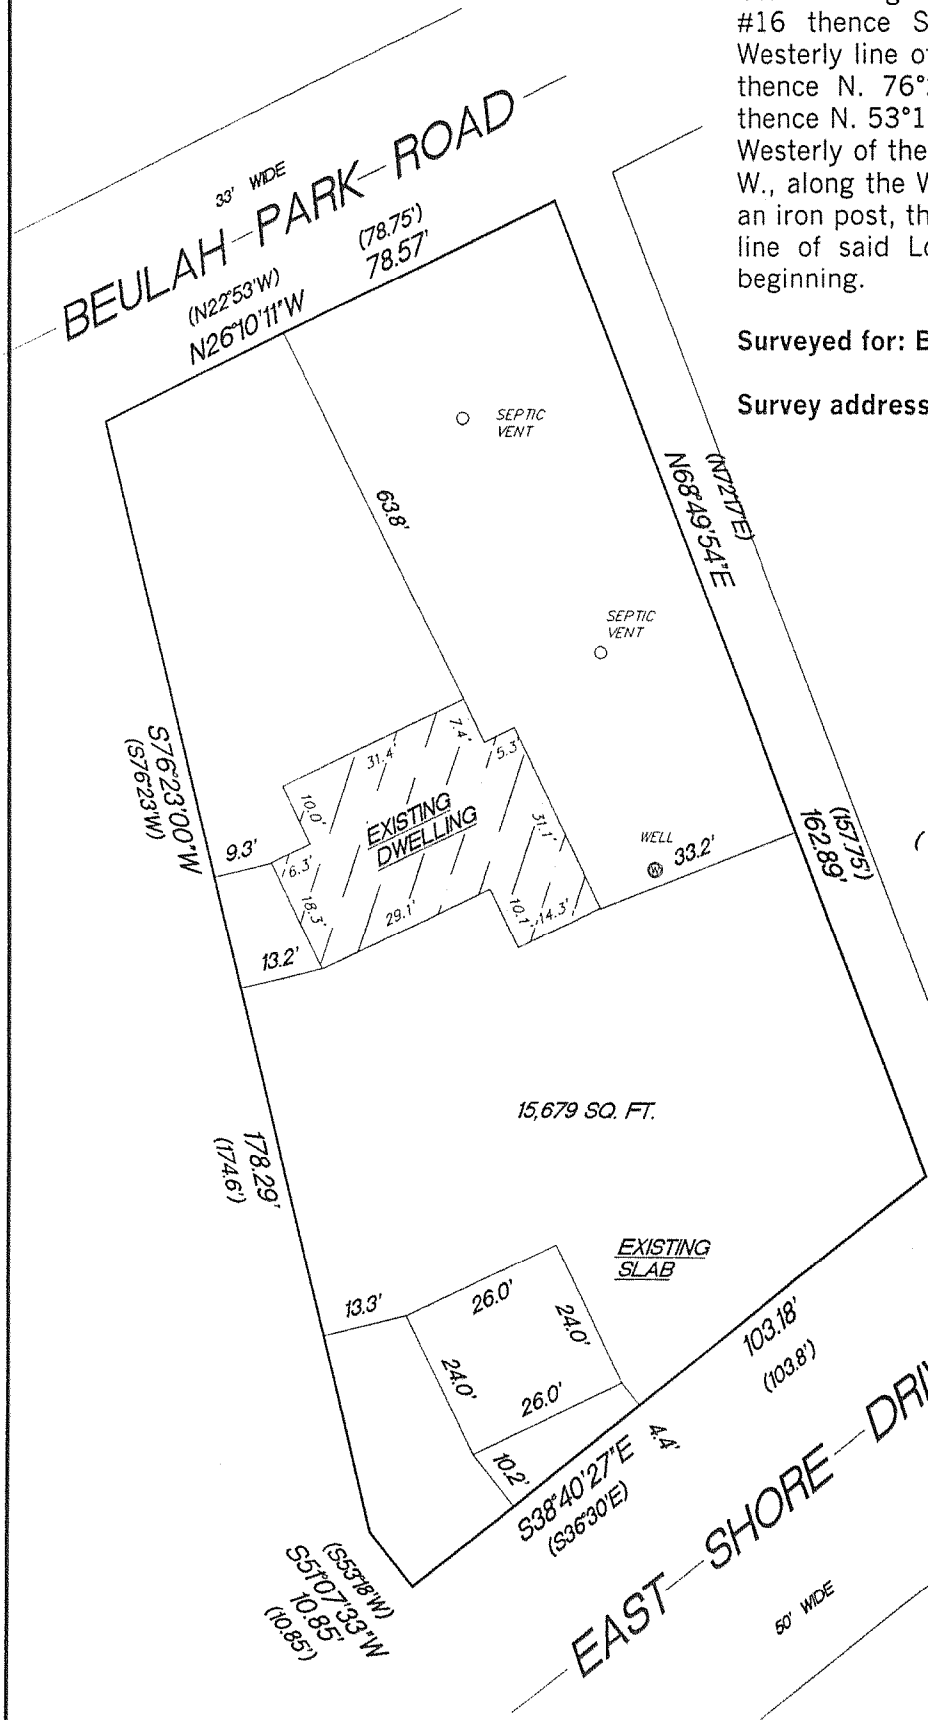 #16 thence S
Westerly line of
thence N. 76°
thence N. 53°1
Westerly of the
W., along the W
an iron post, th
line of said Lo
beginning.
Surveyed for: B
Survey address
33' WIDE
BEULAH PARK ROAD
(78.75')
78.57'
(N22°53'W)
N26°10'11"W
SEPTIC
VENT
63.8'
(N72°17'E)
N68°49'54"E
SEPTIC
VENT
S76°23'00"W
(S76°23'W)
31.4'
7.4'
5.3'
10.0'
EXISTING
DWELLING
31.1'
WELL
W
33.2'
(157.75')
162.89'
9.3'
6.3'
18.3'
29.1'
10.1'
14.3'
13.2'
15,679 SQ. FT.
178.29'
(174.6')
EXISTING
SLAB
13.3'
26.0'
24.0'
24.0'
26.0'
103.18'
(103.8')
10.2'
4.4'
S38°40'27"E
(S36°30'E)
(S53°18'W)
S51°07'33"W
10.85'
(10.85')
EAST SHORE DRI
50' WIDE